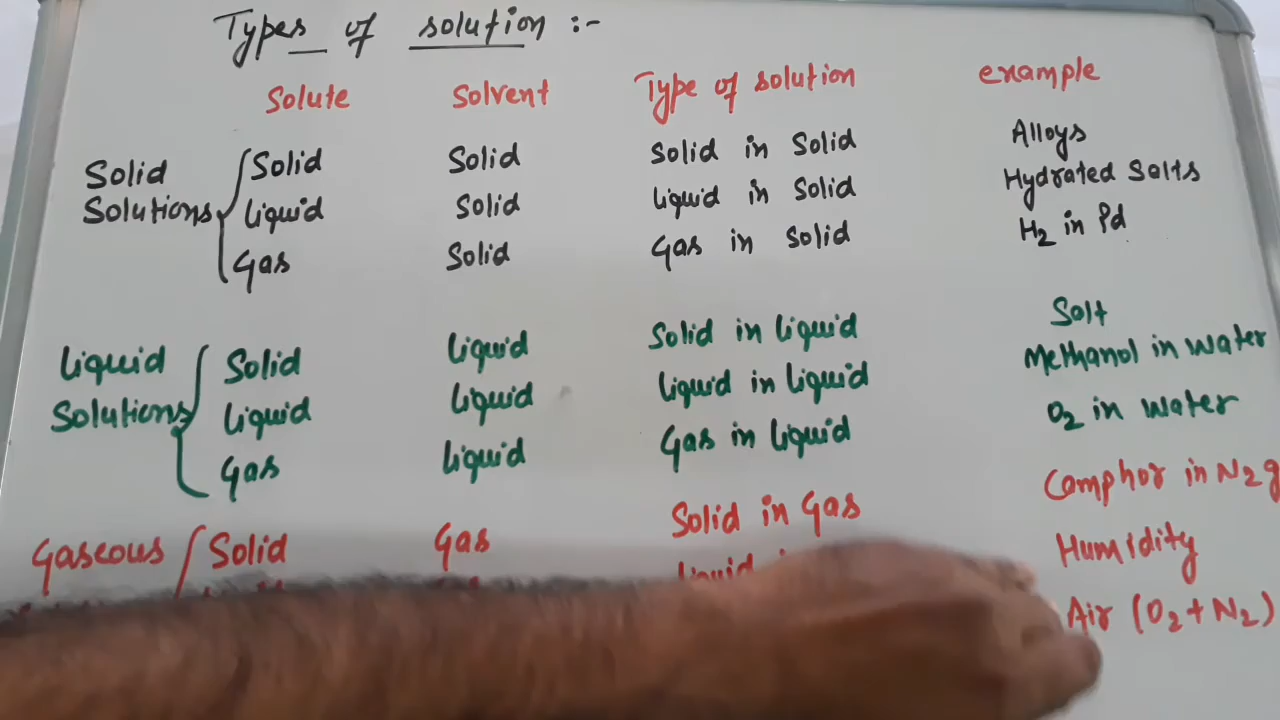 Types of solution :-
Solute Solvent Type of solution example
Solid Solid Solid Solid in Solid Alloys
Solutions Liquid Solid Liquid in Solid Hydrated Salts
Gas Solid Gas in Solid H2 in Pd
Liquid Solid Liquid Solid in Liquid Salt
Solutions Liquid Liquid Liquid in Liquid Methanol in Water
Gas Liquid Gas in Liquid O2 in Water
Gaseous Solid Gas Solid in Gas Camphor in N2 g
Liquid Humidity
Air (O2 + N2)